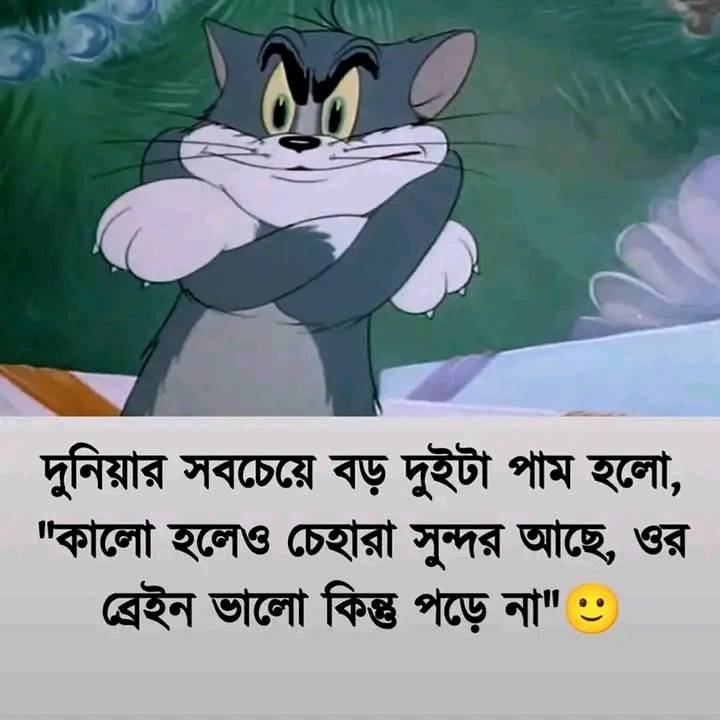 দুনিয়ার সবচেয়ে বড় দুইটা পাম হলো,
"কালো হলেও চেহারা সুন্দর আছে, ওর
ব্রেইন ভালো কিন্তু পড়ে না"🙂